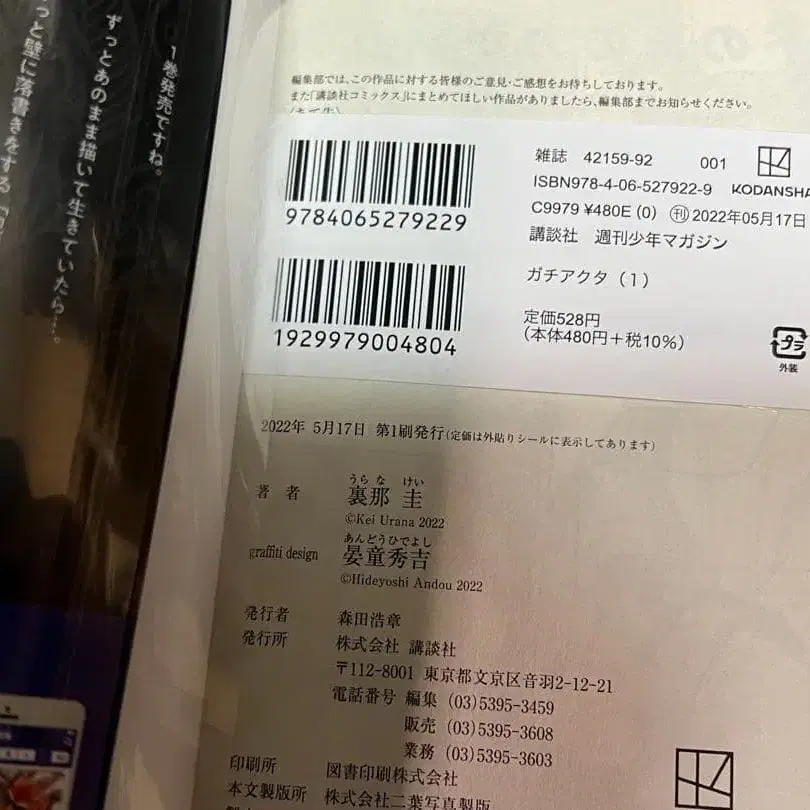 1巻発売ですね。
ずっとあのまま描いて生きていたら…。
っと壁に落書きをする
編集部では、この作品に対する皆様のご意見・ご感想をお待ちしております。
また「講談社コミックス」にまとめてほしい作品がありましたら、編集部までお知らせください。
9784065279229
1929979004804
雑誌 42159-92 001
ISBN978-4-06-527922-9 KODANSHA
C9979 ¥480E (0) ㊞ 2022年05月17日
講談社 週刊少年マガジン
ガチアクタ（1）
定価528円
（本体480円＋税10%）
プラ
外装
2022年 5月17日 第1刷発行（定価は外貼りシールに表示してあります）
うらな けい
著者 裏那 圭
©Kei Urana 2022
あんどうひでよし
graffiti design 晏童秀吉
©Hideyoshi Andou 2022
発行者 森田浩章
発行所 株式会社 講談社
〒112-8001 東京都文京区音羽2-12-21
電話番号 編集 (03)5395-3459
販売 (03)5395-3608
業務 (03)5395-3603
印刷所 図書印刷株式会社
本文製版所 株式会社二葉写真製版